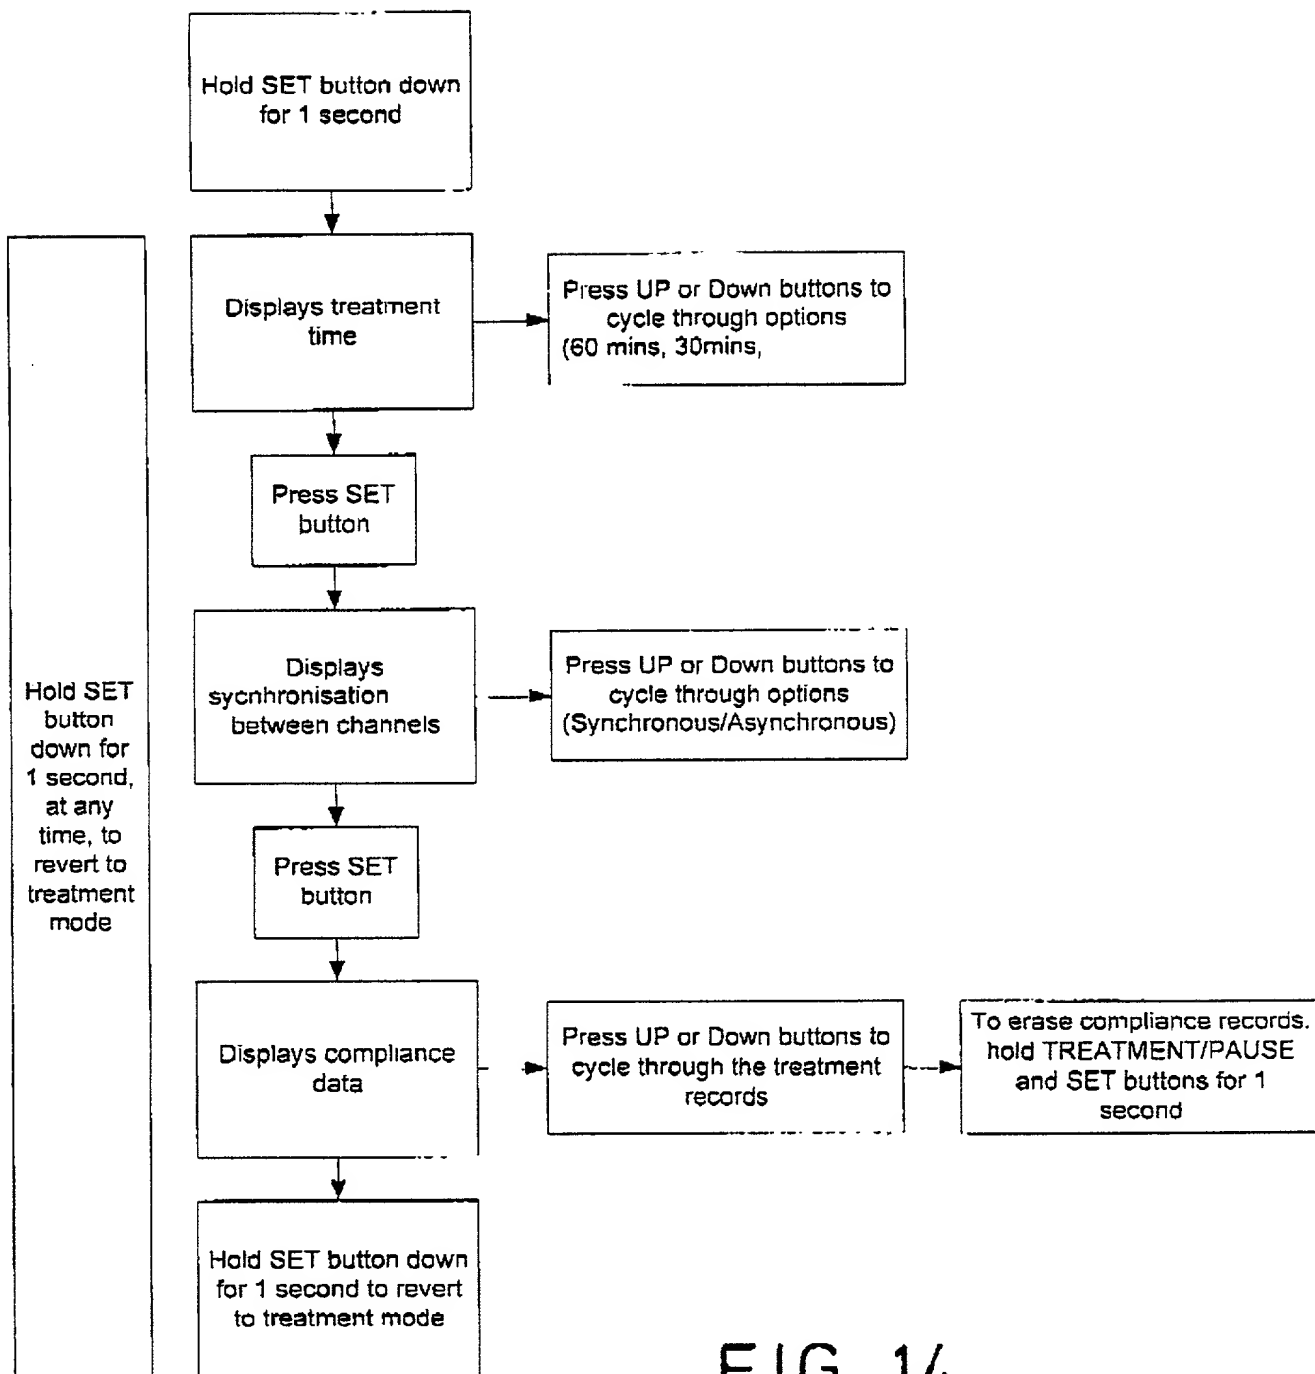 Hold SET button down
for 1 second
Displays treatment
time
Press UP or Down buttons to
cycle through options
(60 mins, 30mins,
Press SET
button
Displays
sycnhronisation
between channels
Press UP or Down buttons to
cycle through options
(Synchronous/Asynchronous)
Hold SET
button
down for
1 second,
at any
time, to
revert to
treatment
mode
Press SET
button
Displays compliance
data
Press UP or Down buttons to
cycle through the treatment
records
To erase compliance records.
hold TREATMENT/PAUSE
and SET buttons for 1
second
Hold SET button down
for 1 second to revert
to treatment mode
FIG. 14